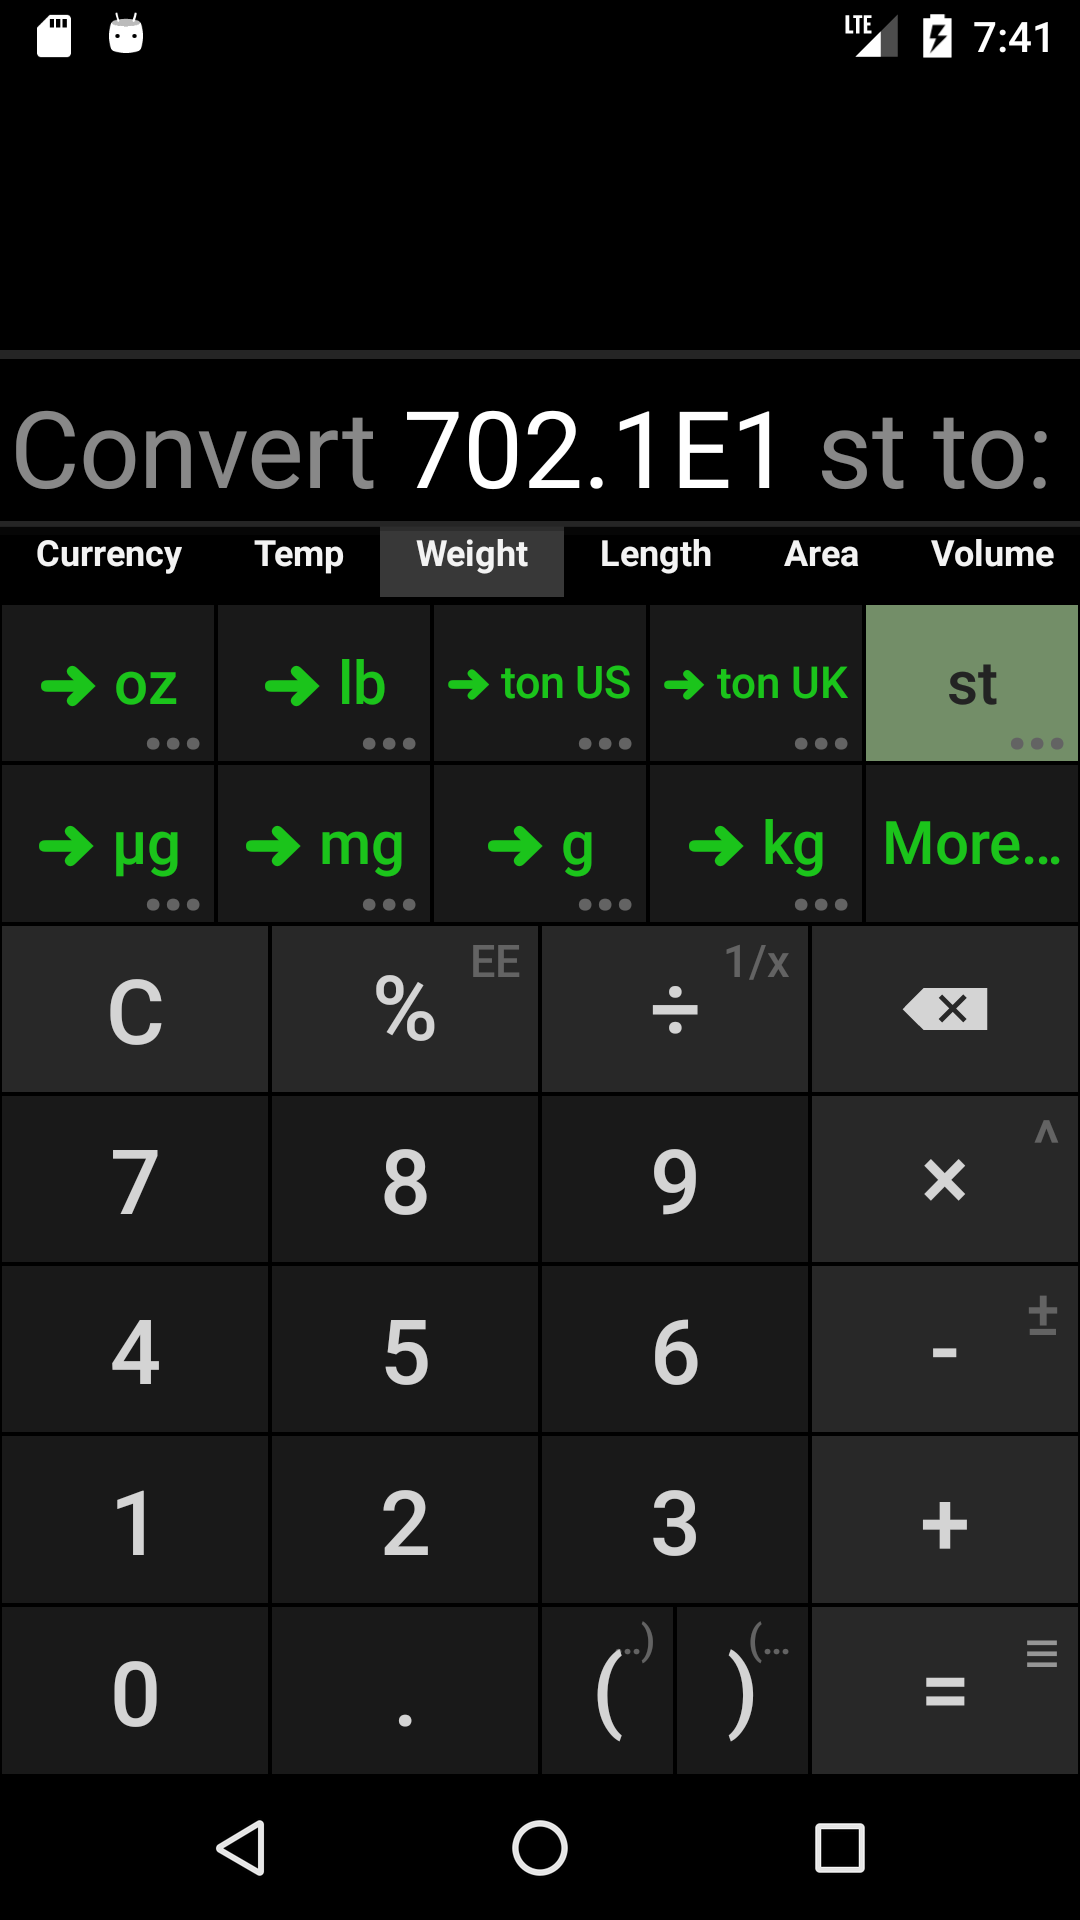 LTE 7:41
Convert 702.1E1 st to:
Currency Temp Weight Length Area Volume
→ oz → lb → ton US → ton UK st
→ µg → mg → g → kg More...
C % EE ÷ 1/x
7 8 9 × ^
4 5 6 - ±
1 2 3 +
0 . ( ..) ) (... =